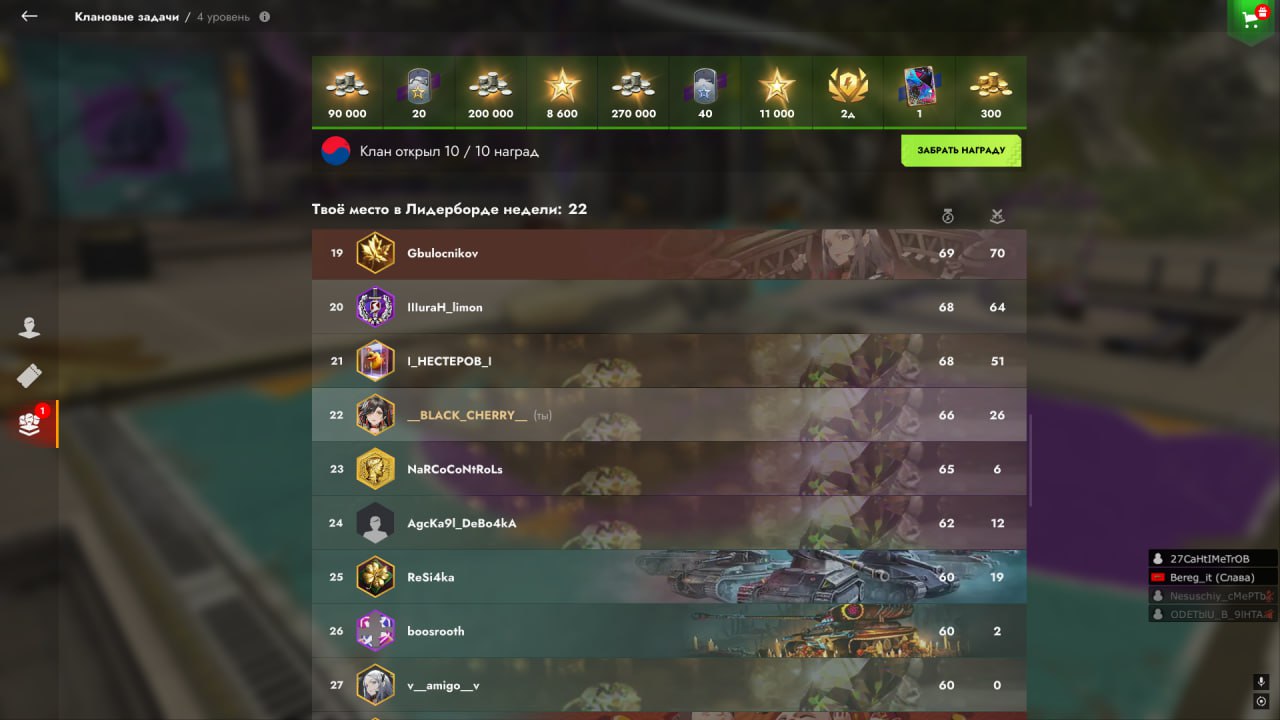 Клановые задачи / 4 уровень
90 000 20 200 000 8 600 270 000 40 11 000 2д 1 300
Клан открыл 10 / 10 наград ЗАБРАТЬ НАГРАДУ
Твоё место в Лидерборде недели: 22
19 Gbulocnikov 69 70
20 IIIuraH_limon 68 64
21 I_HECTEPOB_I 68 51
22 __BLACK_CHERRY__ (ты) 66 26
1
23 NaRCoCoNtRoLs 65 6
24 AgcKa9l_DeBo4kA 62 12
25 ReSi4ka 60 19
26 boosrooth 60 2
27 v__amigo__v 60 0
27CaHtIMeTrOB
Bereg_it (Слава)